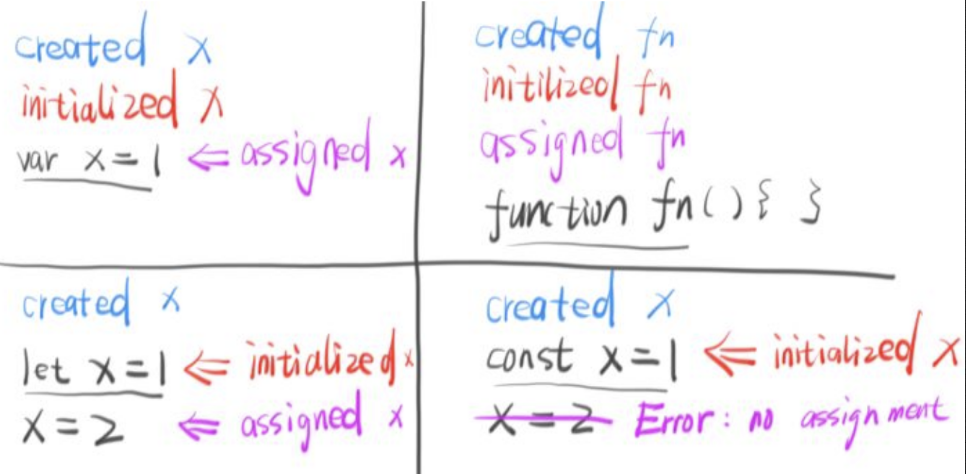 created x
initialized x
var x = 1 ⇐ assigned x
created fn
initilized fn
assigned fn
function fn() { }
created x
let x = 1 ⇐ initialized x
x = 2 ⇐ assigned x
created x
const x = 1 ⇐ initialized x
x = 2 Error: no assignment